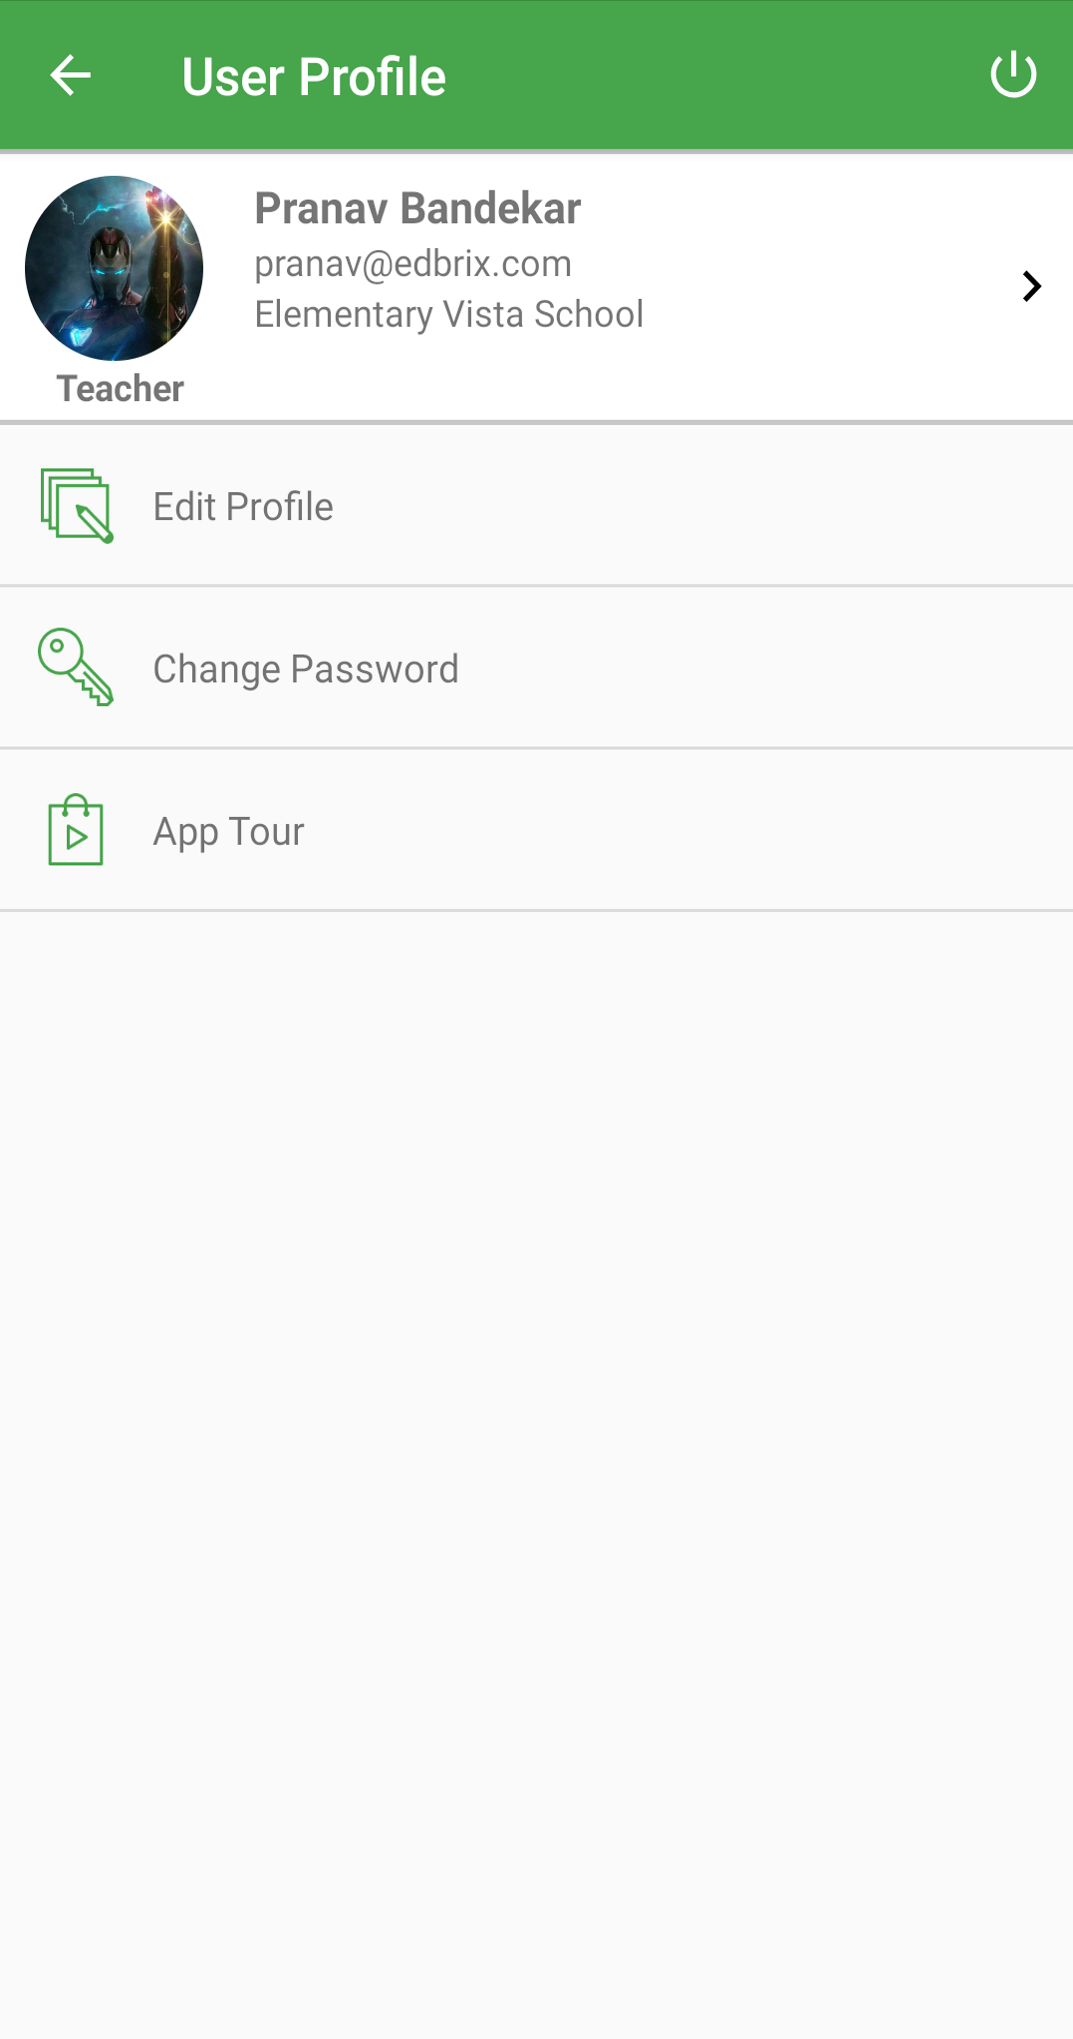 User Profile
Pranav Bandekar
pranav@edbrix.com
Elementary Vista School
Teacher
Edit Profile
Change Password
App Tour